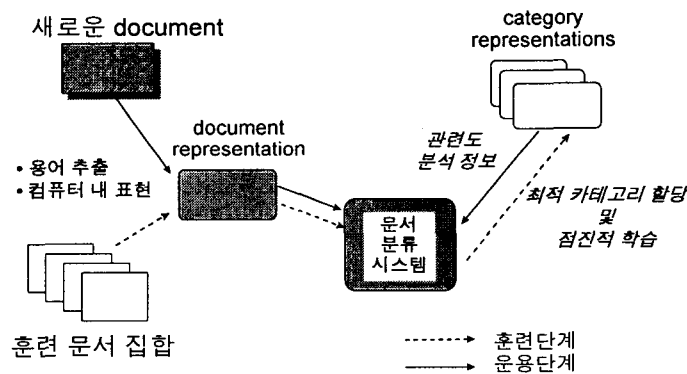 새로운 document
category
representations
document
representation
• 용어 추출
• 컴퓨터 내 표현
관련도
분석 정보
최적 카테고리 할당
및
점진적 학습
문서
분류
시스템
훈련 문서 집합
훈련단계
운용단계